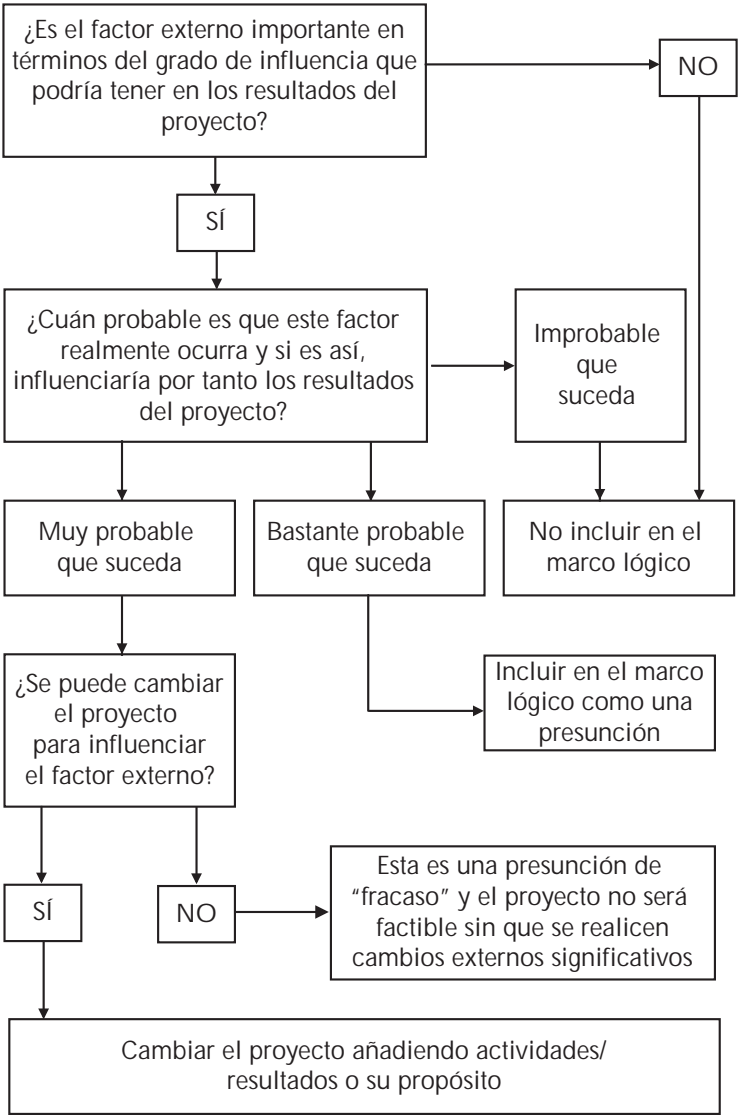 ¿Es el factor externo importante en
términos del grado de influencia que
podría tener en los resultados del
proyecto?
NO
SÍ
¿Cuán probable es que este factor
realmente ocurra y si es así,
influenciaría por tanto los resultados
del proyecto?
Improbable
que
suceda
Muy probable
que suceda
Bastante probable
que suceda
No incluir en el
marco lógico
¿Se puede cambiar
el proyecto
para influenciar
el factor externo?
Incluir en el marco
lógico como una
presunción
SÍ
NO
Esta es una presunción de
“fracaso” y el proyecto no será
factible sin que se realicen
cambios externos significativos
Cambiar el proyecto añadiendo actividades/
resultados o su propósito